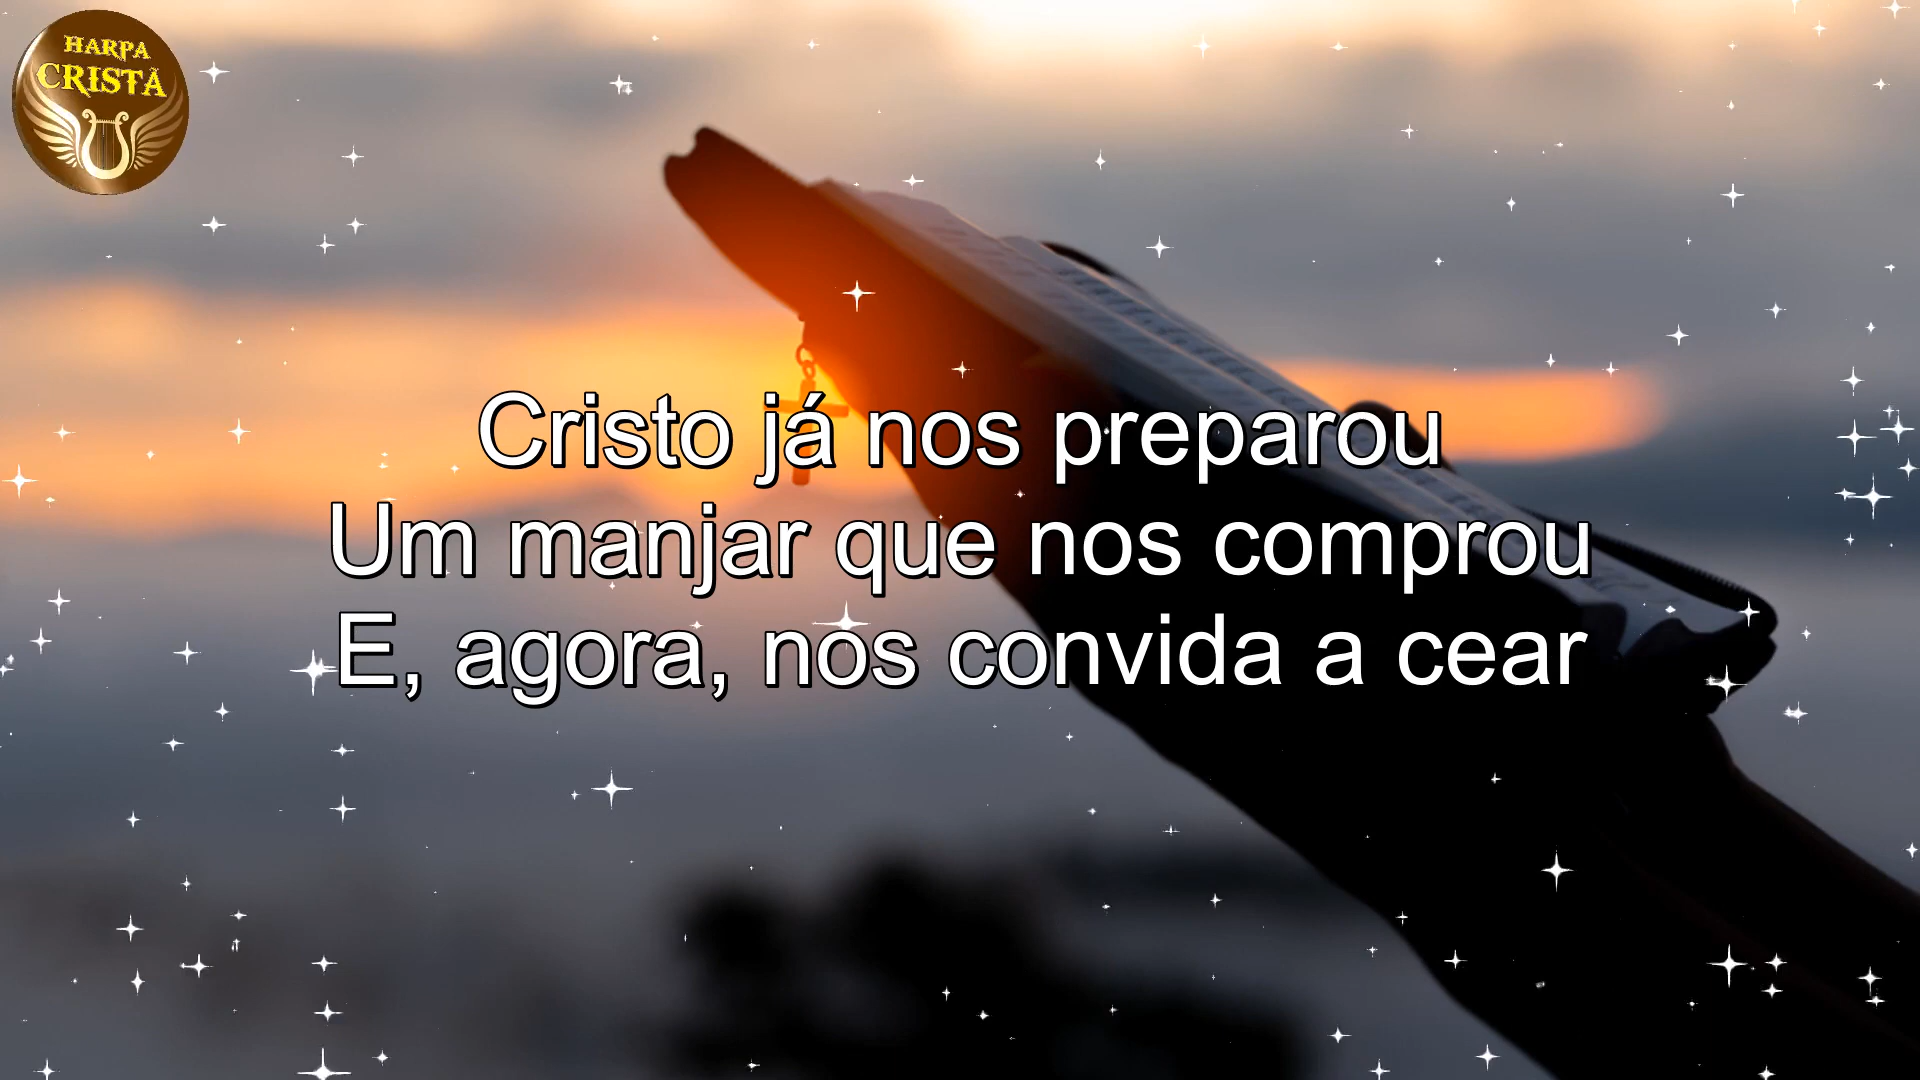 HARPA
CRISTÃ
Cristo já nos preparou
Um manjar que nos comprou
E, agora, nos convida a cear